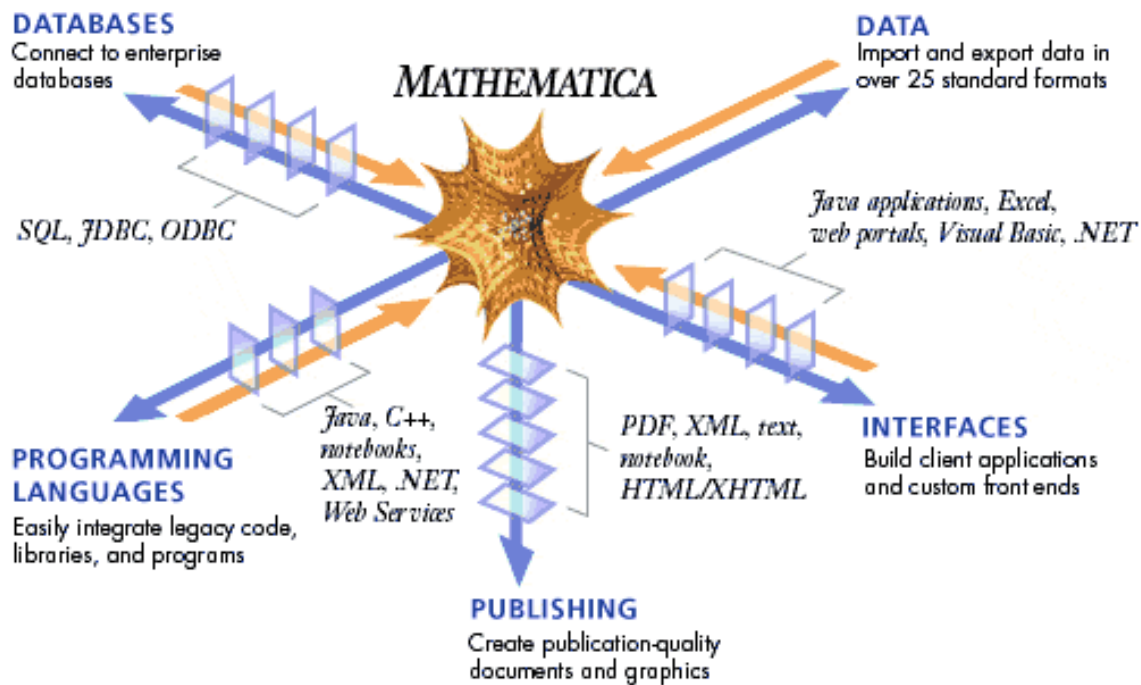 DATABASES
Connect to enterprise
databases
MATHEMATICA
DATA
Import and export data in
over 25 standard formats
SQL, JDBC, ODBC
Java applications, Excel,
web portals, Visual Basic, .NET
PROGRAMMING
LANGUAGES
Easily integrate legacy code,
libraries, and programs
Java, C++,
notebooks,
XML, .NET,
Web Services
PDF, XML, text,
notebook,
HTML/XHTML
INTERFACES
Build client applications
and custom front ends
PUBLISHING
Create publication-quality
documents and graphics